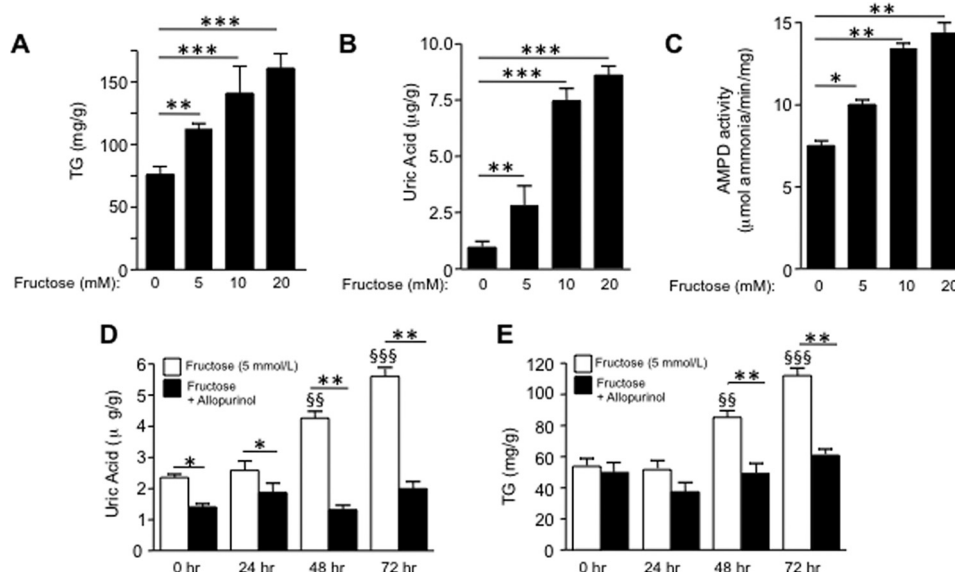 A
TG (mg/g)
150
100
50
0
***
***
**
Fructose (mM): 0 5 10 20
B
Uric Acid (μg/g)
10.0
7.5
5.0
2.5
0
***
***
**
Fructose (mM): 0 5 10 20
C
AMPD activity
(μmol ammonia/min/mg)
15
10
5
0
**
**
*
Fructose (mM): 0 5 10 20
D
Uric Acid (μ g/g)
6
5
4
3
2
1
0
Fructose (5 mmol/L)
Fructose
+ Allopurinol
*
*
**
§§
**
§§§
0 hr 24 hr 48 hr 72 hr
E
TG (mg/g)
120
100
80
60
40
20
0
Fructose (5 mmol/L)
Fructose
+ Allopurinol
**
§§
**
§§§
0 hr 24 hr 48 hr 72 hr